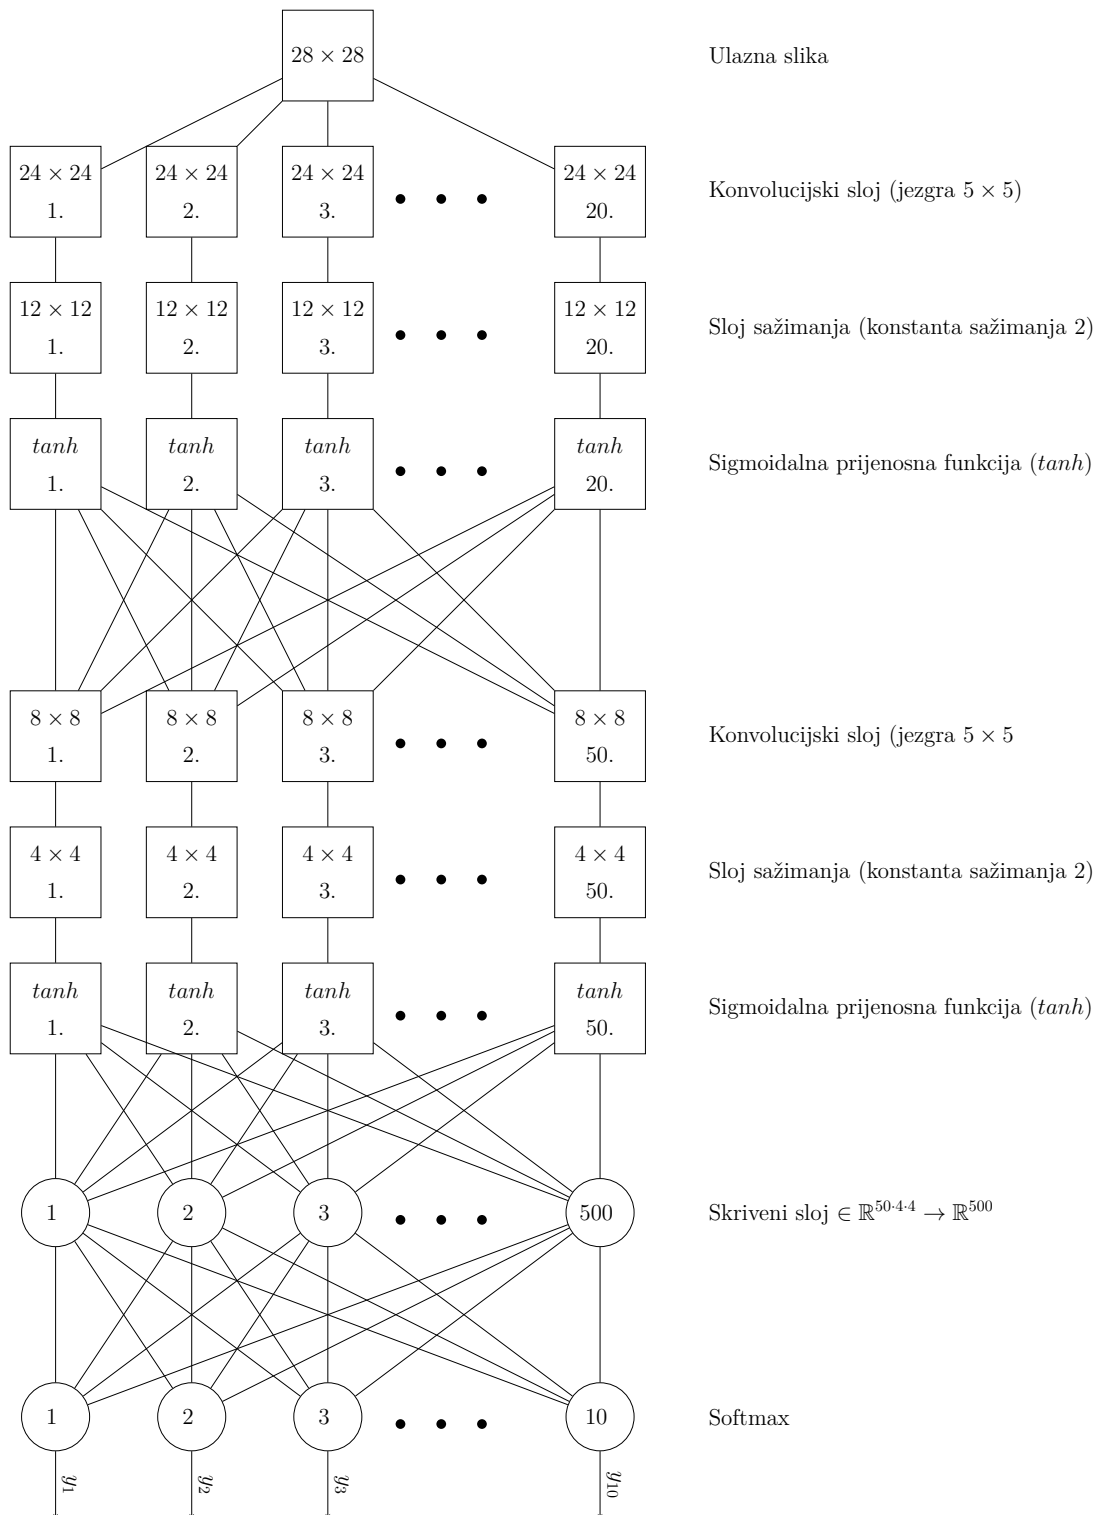 28 × 28
Ulazna slika
24 × 24 24 × 24 24 × 24 24 × 24
1. 2. 3. 20.
Konvolucijski sloj (jezgra 5 × 5)
12 × 12 12 × 12 12 × 12 12 × 12
1. 2. 3. 20.
Sloj sažimanja (konstanta sažimanja 2)
tanh tanh tanh tanh
1. 2. 3. 20.
Sigmoidalna prijenosna funkcija (tanh)
8 × 8 8 × 8 8 × 8 8 × 8
1. 2. 3. 50.
Konvolucijski sloj (jezgra 5 × 5
4 × 4 4 × 4 4 × 4 4 × 4
1. 2. 3. 50.
Sloj sažimanja (konstanta sažimanja 2)
tanh tanh tanh tanh
1. 2. 3. 50.
Sigmoidalna prijenosna funkcija (tanh)
1 2 3 500
Skriveni sloj ∈ ℝ^{50·4·4} → ℝ^{500}
1 2 3 10
Softmax
y₁ y₂ y₃ y₁₀